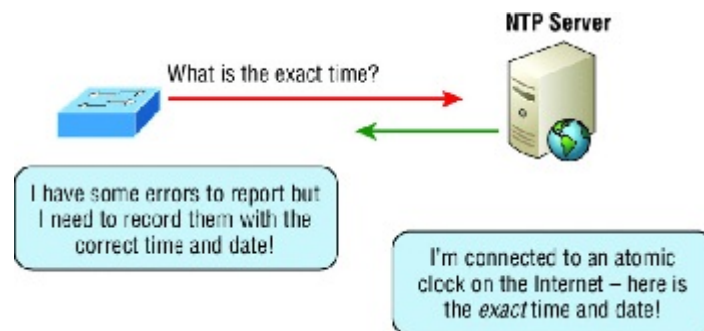 NTP Server
What is the exact time?
I have some errors to report but
I need to record them with the
correct time and date!
I'm connected to an atomic
clock on the Internet – here is
the exact time and date!